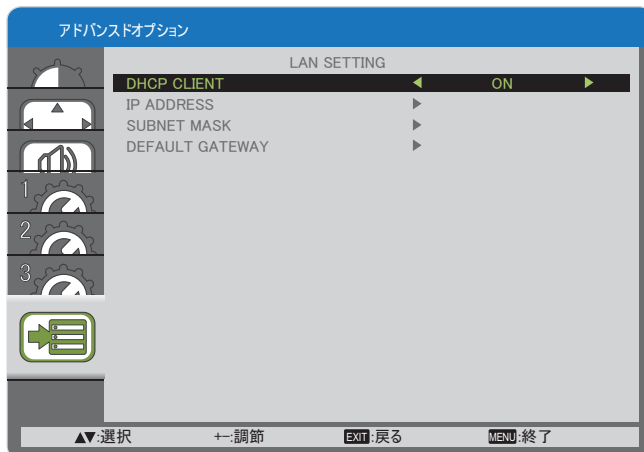 アドバンスドオプション
LAN SETTING
DHCP CLIENT ON
IP ADDRESS
SUBNET MASK
DEFAULT GATEWAY
1
2
3
▲▼:選択 +-:調節 EXIT:戻る MENU:終了